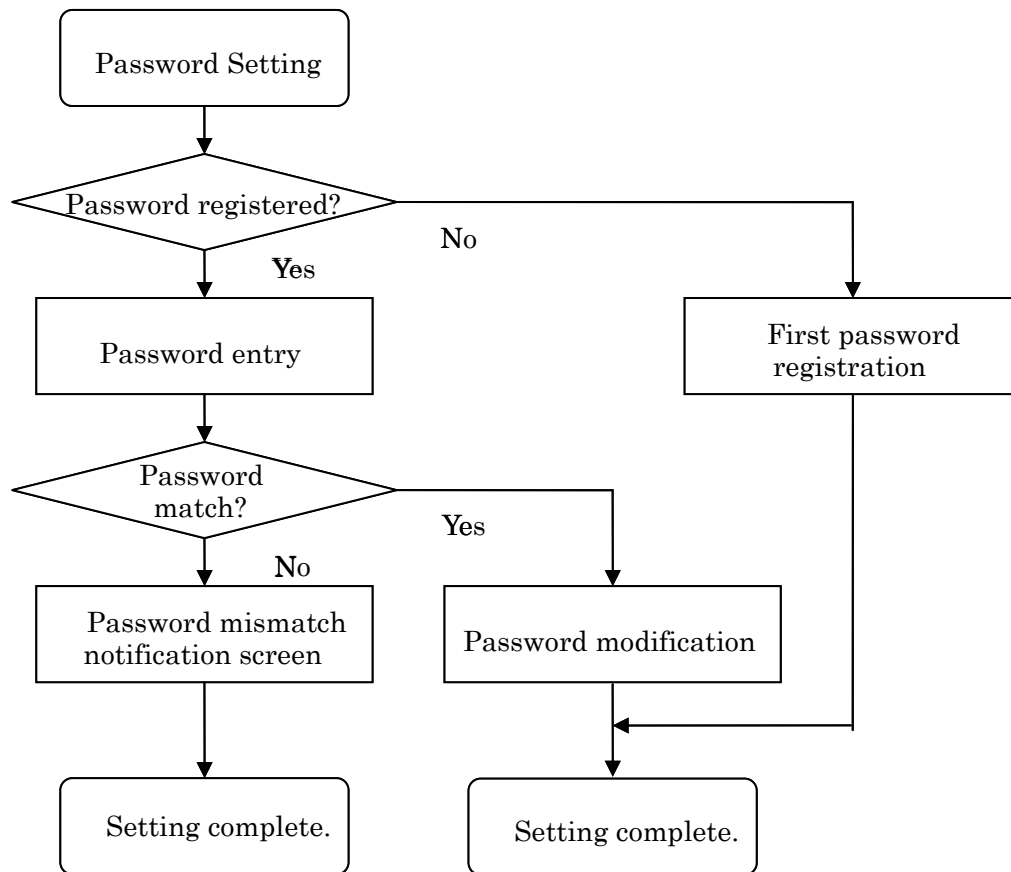 Password Setting
Password registered?
No
Yes
Password entry
First password
registration
Password
match?
Yes
No
Password mismatch
notification screen
Password modification
Setting complete.
Setting complete.